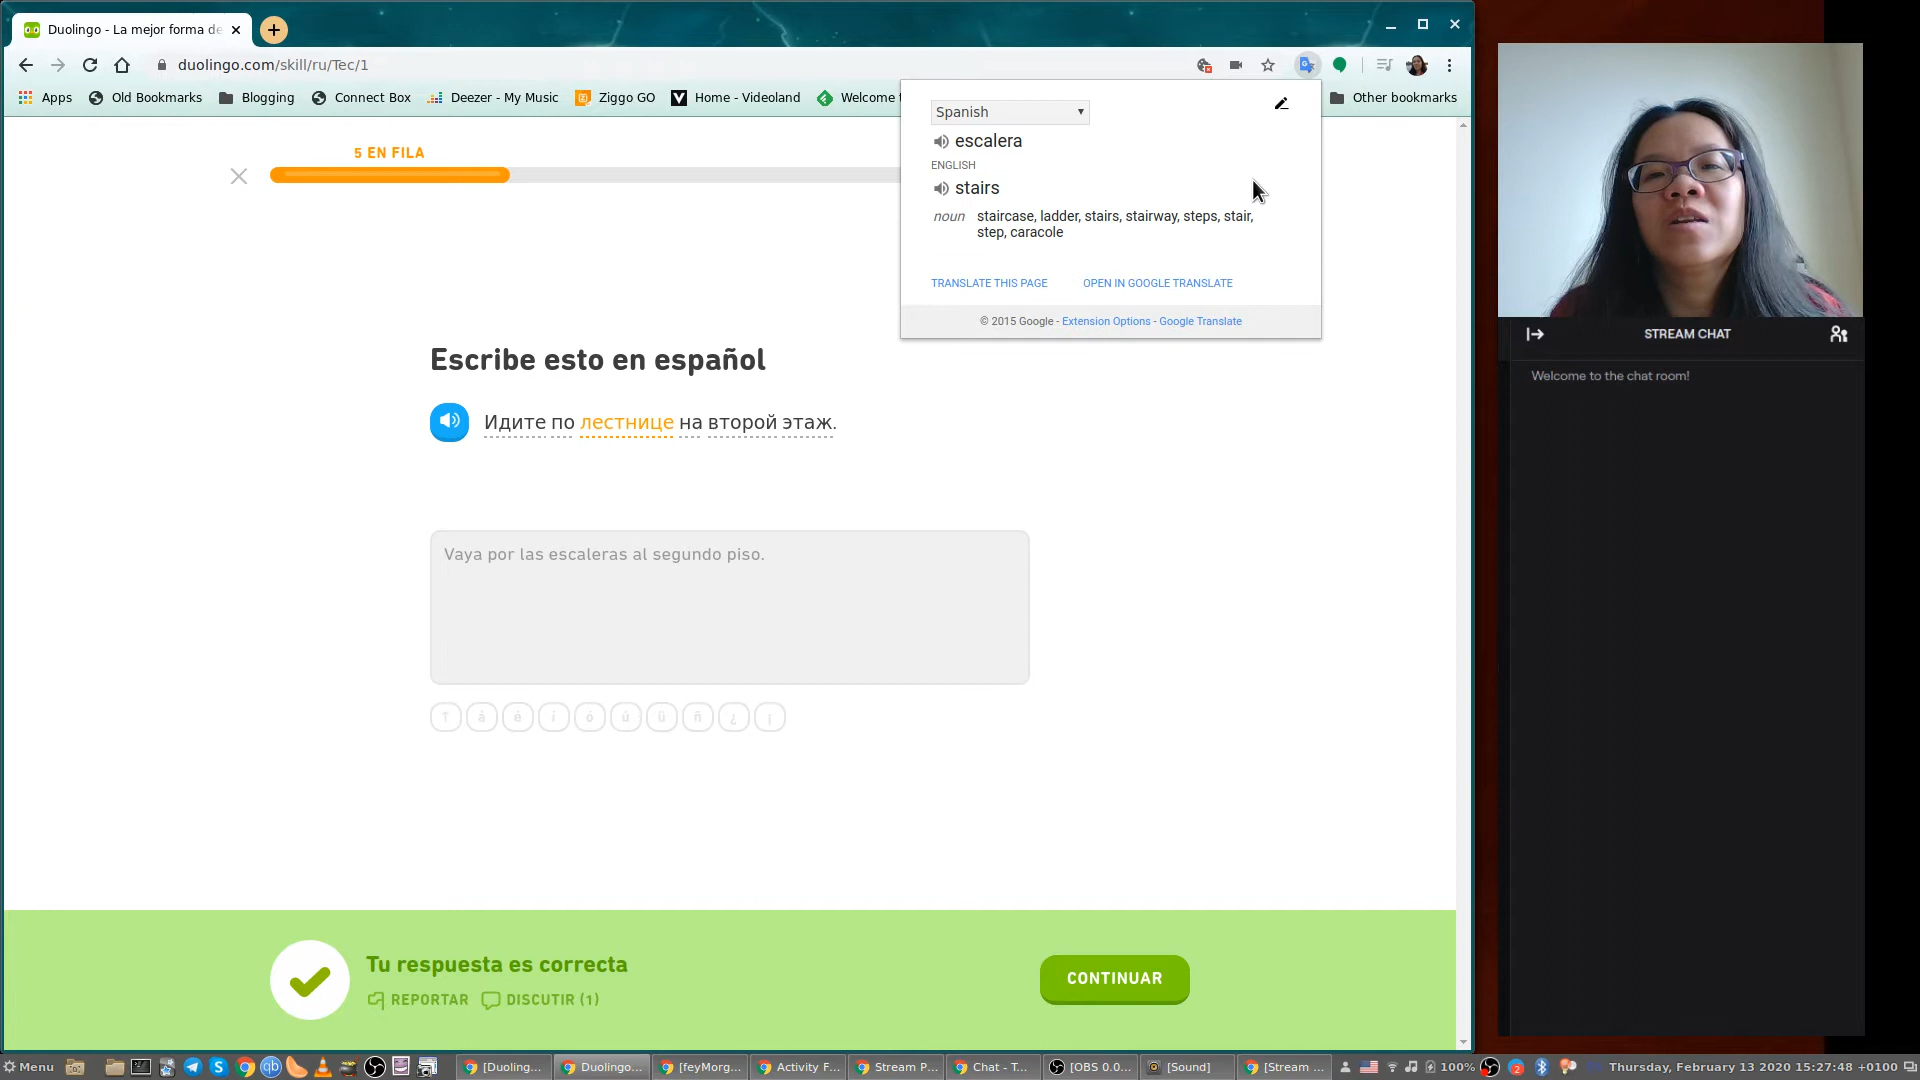 Duolingo - La mejor forma de
duolingo.com/skill/ru/Tec/1
Apps
Old Bookmarks
Blogging
Connect Box
Deezer - My Music
Ziggo GO
Home - Videoland
Welcome t
Other bookmarks
Spanish
escalera
ENGLISH
stairs
noun staircase, ladder, stairs, stairway, steps, stair,
step, caracole
TRANSLATE THIS PAGE
OPEN IN GOOGLE TRANSLATE
© 2015 Google - Extension Options - Google Translate
5 EN FILA
Escribe esto en español
Идите по лестнице на второй этаж.
Vaya por las escaleras al segundo piso.
↑ á é í ó ú ü ñ ¿ ¡
Tu respuesta es correcta
REPORTAR
DISCUTIR (1)
CONTINUAR
STREAM CHAT
Welcome to the chat room!
Menu
[Duoling...
Duolingo...
[feyMorg...
Activity F...
Stream P...
Chat - T...
[OBS 0.0...
[Sound]
[Stream ...
100%
2
Thursday, February 13 2020 15:27:48 +0100